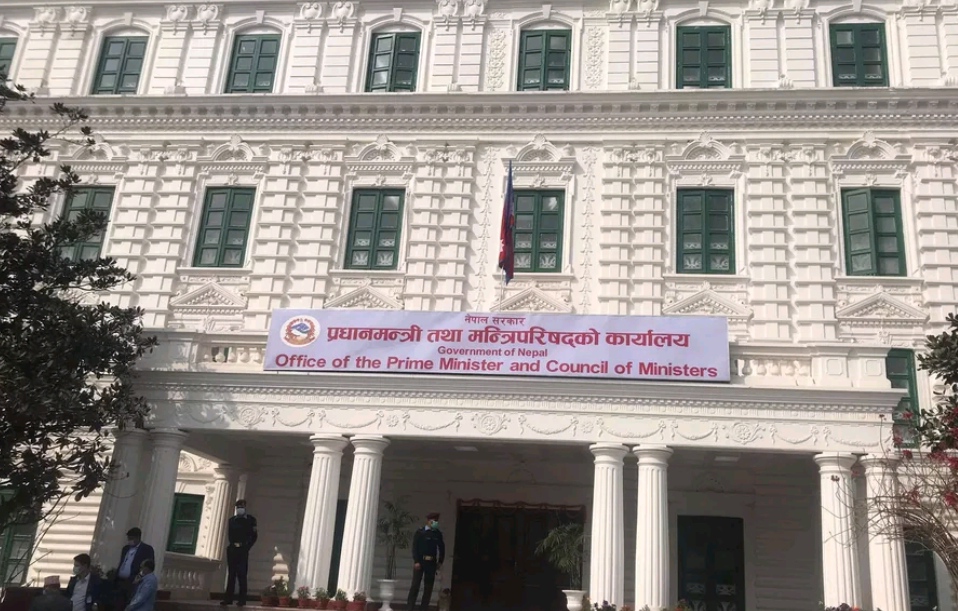 नेपाल सरकार
प्रधानमन्त्री तथा मन्त्रिपरिषद्को कार्यालय
Government of Nepal
Office of the Prime Minister and Council of Ministers